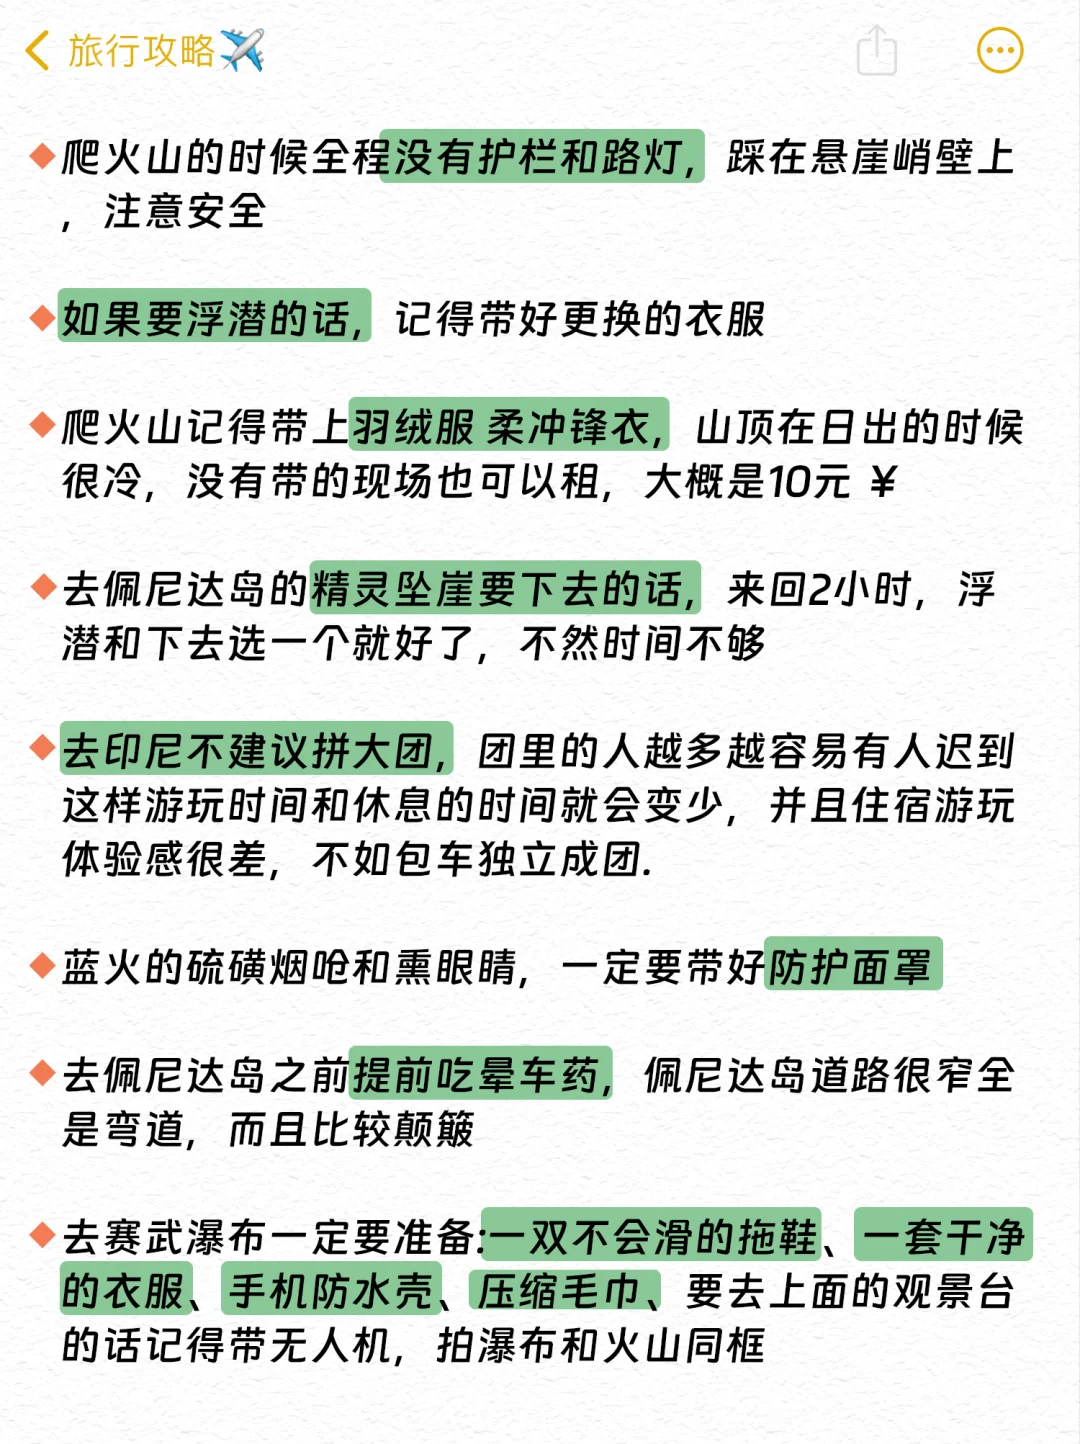 旅行攻略✈️
爬火山的时候全程没有护栏和路灯，踩在悬崖峭壁上
，注意安全
如果要浮潜的话，记得带好更换的衣服
爬火山记得带上羽绒服 柔冲锋衣，山顶在日出的时候
很冷，没有带的现场也可以租，大概是10元 ¥
去佩尼达岛的精灵坠崖要下去的话，来回2小时，浮
潜和下去选一个就好了，不然时间不够
去印尼不建议拼大团，团里的人越多越容易有人迟到
这样游玩时间和休息的时间就会变少，并且住宿游玩
体验感很差，不如包车独立成团.
蓝火的硫磺烟呛和熏眼睛，一定要带好防护面罩
去佩尼达岛之前提前吃晕车药，佩尼达岛道路很窄全
是弯道，而且比较颠簸
去赛武瀑布一定要准备:一双不会滑的拖鞋、一套干净
的衣服、手机防水壳、压缩毛巾、要去上面的观景台
的话记得带无人机，拍瀑布和火山同框